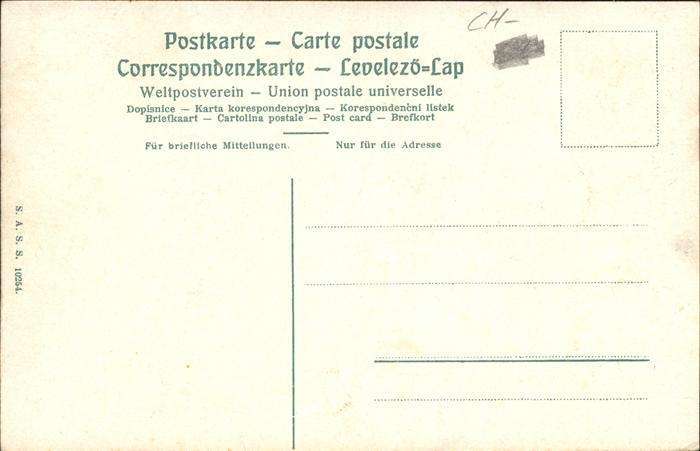 CH-
Postkarte – Carte postale
Correspondenzkarte – Levelező=Lap
Weltpostverein – Union postale universelle
Dopisnice – Karta korespondencyjna – Korespondenční lístek
Briefkaart – Cartolina postale – Post card – Brefkort
Für briefliche Mitteilungen. Nur für die Adresse
S. A. S. S. 10254.